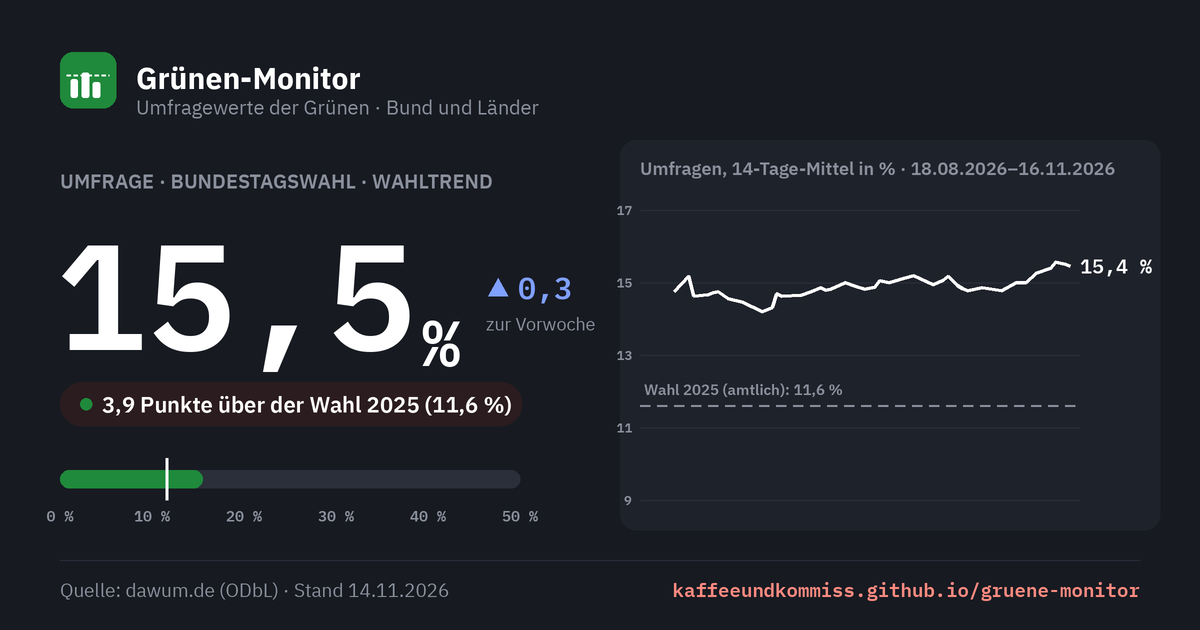 Grünen-Monitor
Umfragewerte der Grünen · Bund und Länder
UMFRAGE · BUNDESTAGSWAHL · WAHLTREND
15,5 %
▲ 0,3
zur Vorwoche
3,9 Punkte über der Wahl 2025 (11,6 %)
0 % 10 % 20 % 30 % 40 % 50 %
Umfragen, 14-Tage-Mittel in % · 18.08.2026–16.11.2026
17
15,4 %
15
13
Wahl 2025 (amtlich): 11,6 %
11
9
Quelle: dawum.de (ODbL) · Stand 14.11.2026
kaffeeundkommiss.github.io/gruene-monitor